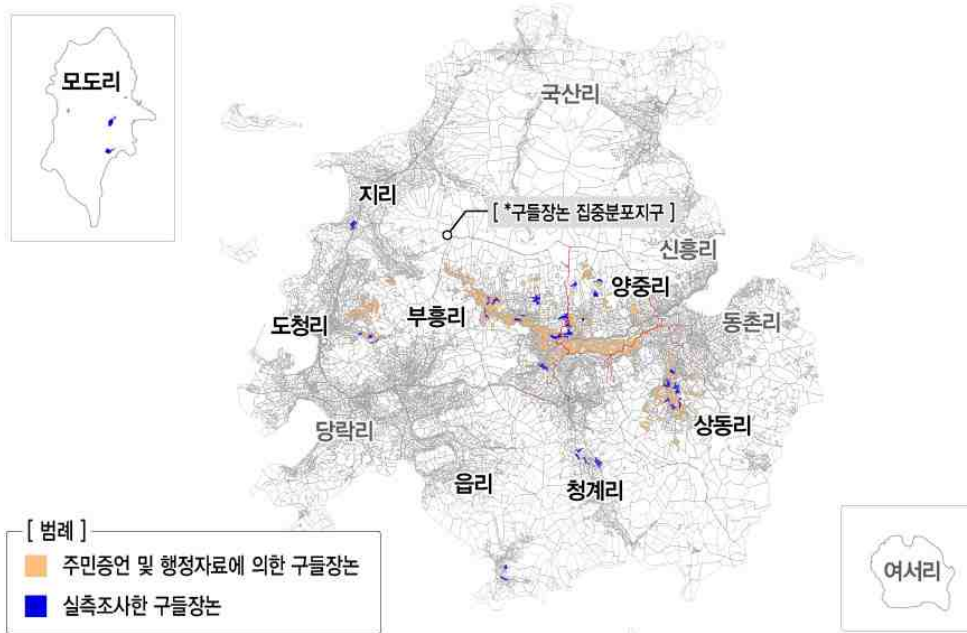 모도리
국산리
지리
[ *구들장논 집중분포지구 ]
신흥리
양중리
도청리
부흥리
동촌리
상동리
당락리
읍리
청계리
여서리
[ 범례 ]
주민증언 및 행정자료에 의한 구들장논
실측조사한 구들장논